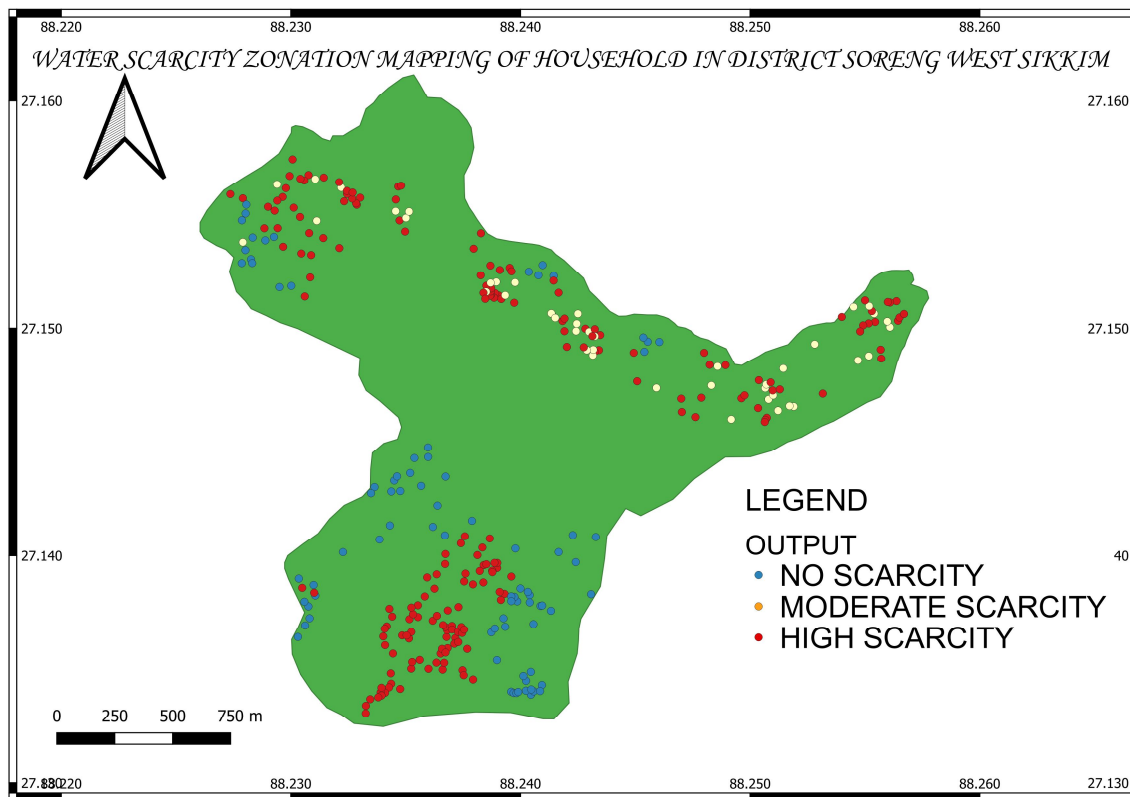 88.220 88.230 88.240 88.250 88.260
WATER SCARCITY ZONATION MAPPING OF HOUSEHOLD IN DISTRICT SORENG WEST SIKKIM
27.160 27.160
27.150 27.150
LEGEND
OUTPUT
27.140 40
NO SCARCITY
MODERATE SCARCITY
HIGH SCARCITY
0 250 500 750 m
27.130 88.220 88.230 88.240 88.250 88.260 27.130